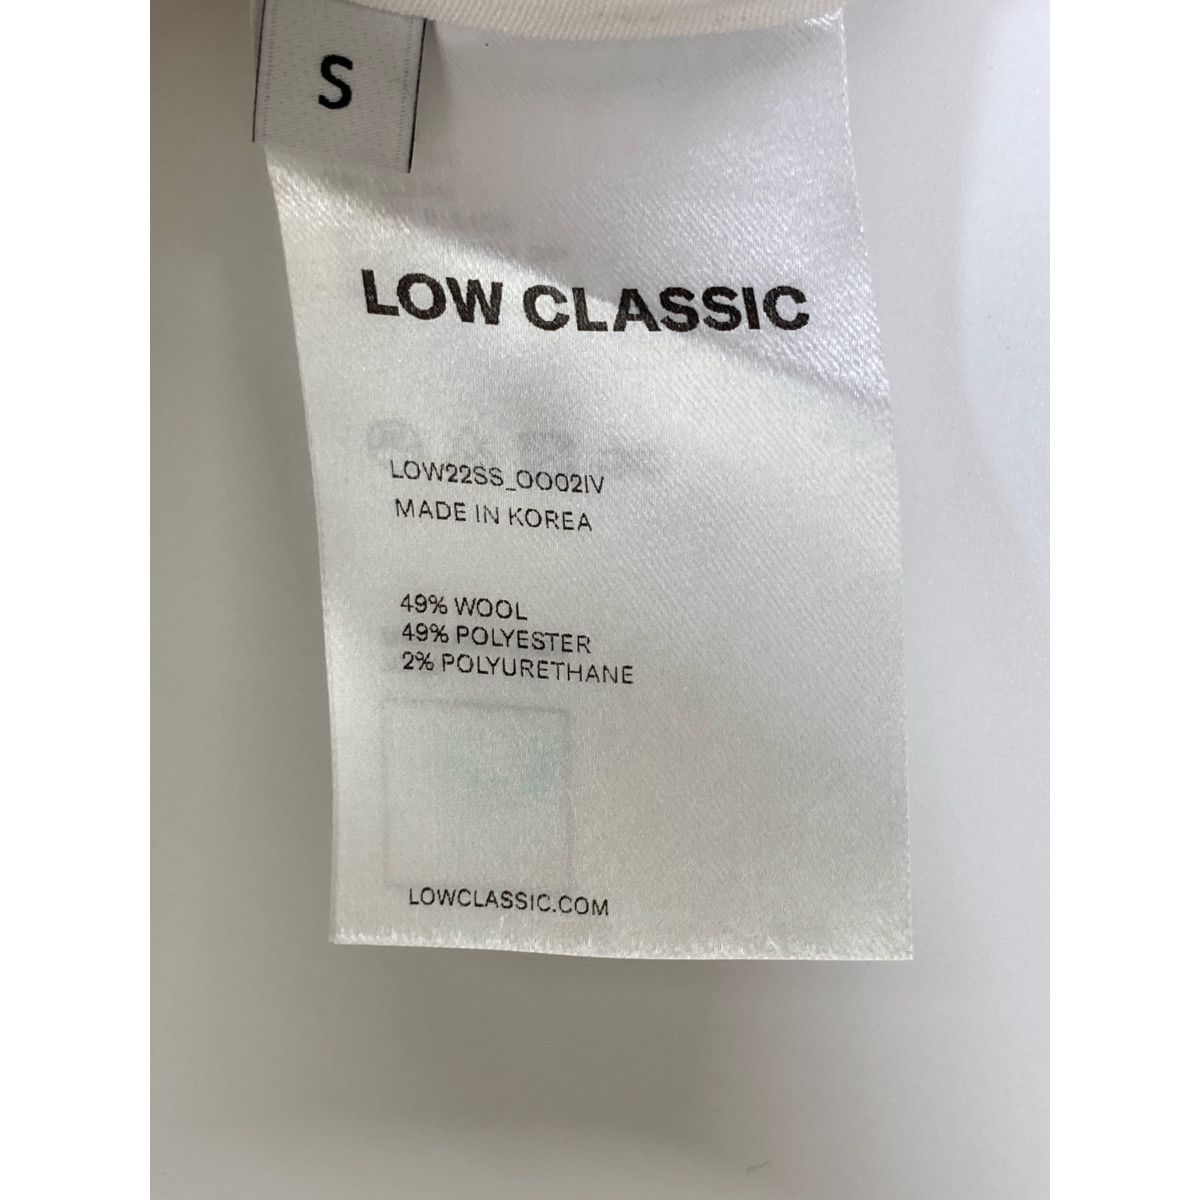 S
LOW CLASSIC
LOW22SS_OO02IV
MADE IN KOREA
49% WOOL
49% POLYESTER
2% POLYURETHANE
LOWCLASSIC.COM